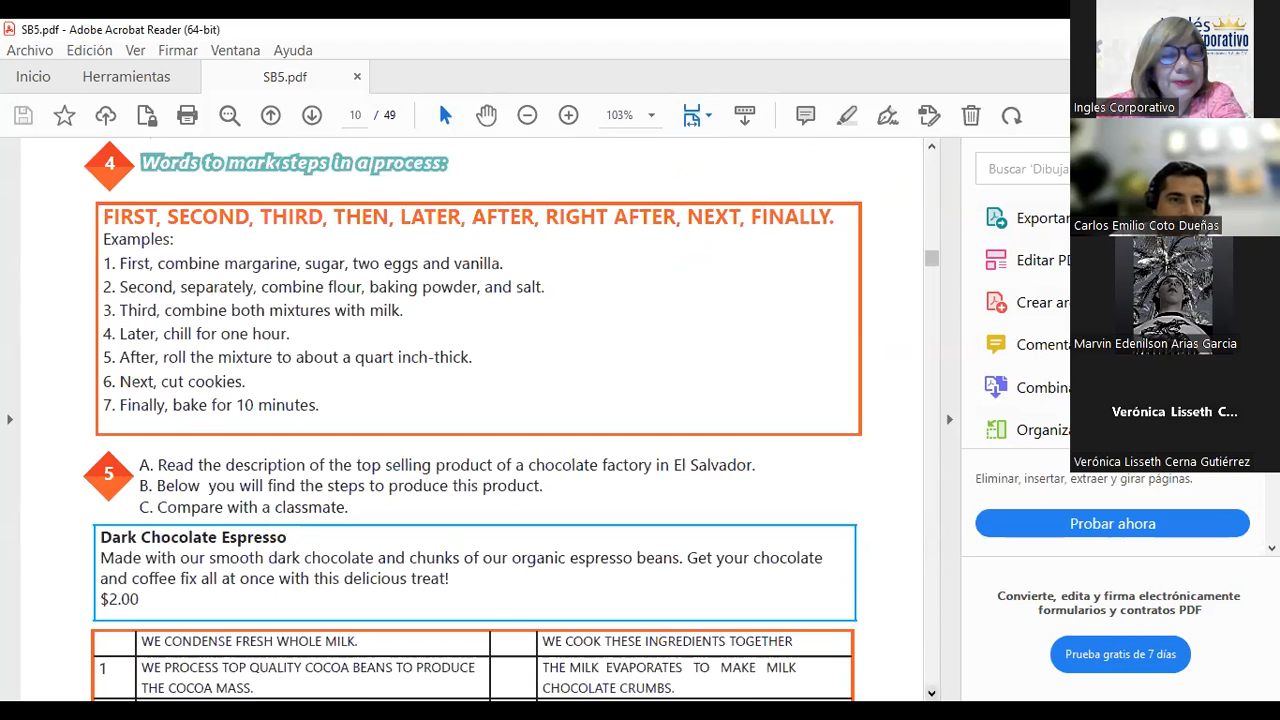 SB5.pdf - Adobe Acrobat Reader (64-bit)
Archivo Edición Ver Firmar Ventana Ayuda
Inicio Herramientas SB5.pdf ×
10 / 49 103%
4 Words to mark steps in a process:
FIRST, SECOND, THIRD, THEN, LATER, AFTER, RIGHT AFTER, NEXT, FINALLY.
Examples:
1. First, combine margarine, sugar, two eggs and vanilla.
2. Second, separately, combine flour, baking powder, and salt.
3. Third, combine both mixtures with milk.
4. Later, chill for one hour.
5. After, roll the mixture to about a quart inch-thick.
6. Next, cut cookies.
7. Finally, bake for 10 minutes.
5 A. Read the description of the top selling product of a chocolate factory in El Salvador.
B. Below you will find the steps to produce this product.
C. Compare with a classmate.
Dark Chocolate Espresso
Made with our smooth dark chocolate and chunks of our organic espresso beans. Get your chocolate
and coffee fix all at once with this delicious treat!
$2.00
WE CONDENSE FRESH WHOLE MILK.
1 WE PROCESS TOP QUALITY COCOA BEANS TO PRODUCE
THE COCOA MASS.
WE COOK THESE INGREDIENTS TOGETHER
THE MILK EVAPORATES TO MAKE MILK
CHOCOLATE CRUMBS.
Buscar 'Dibuja
Exportar
Editar PD
Crear ar
Comenta
Combina
Organiza
Eliminar, insertar, extraer y girar páginas.
Probar ahora
Convierte, edita y firma electrónicamente
formularios y contratos PDF
Prueba gratis de 7 días
Ingles Corporativo
Carlos Emilio Coto Dueñas
Marvin Edenilson Arias Garcia
Verónica Lisseth C...
Verónica Lisseth Cerna Gutiérrez